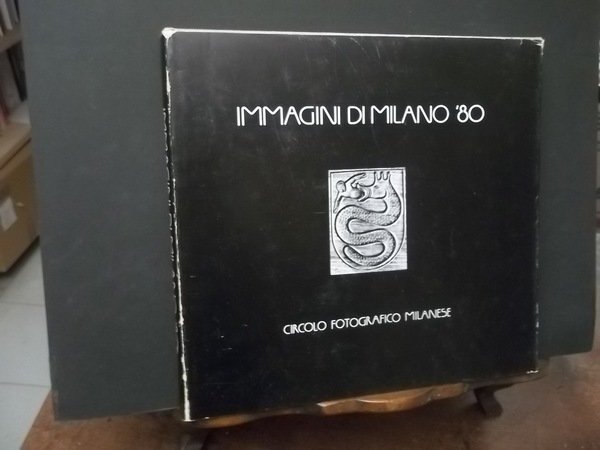 IMMAGINI DI MILANO '80
CIRCOLO FOTOGRAFICO MILANESE